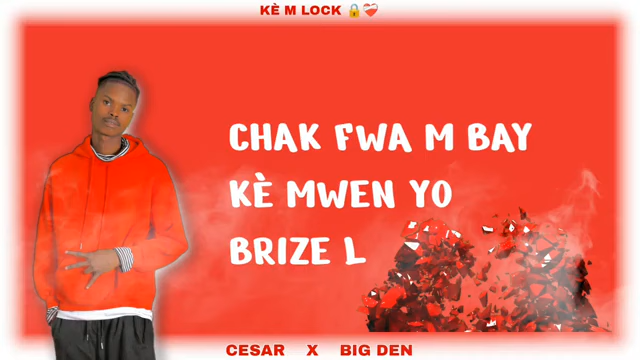 KÈ M LOCK 🔒❤️‍🩹
CHAK FWA M BAY
KÈ MWEN YO
BRIZE L
CESAR X BIG DEN